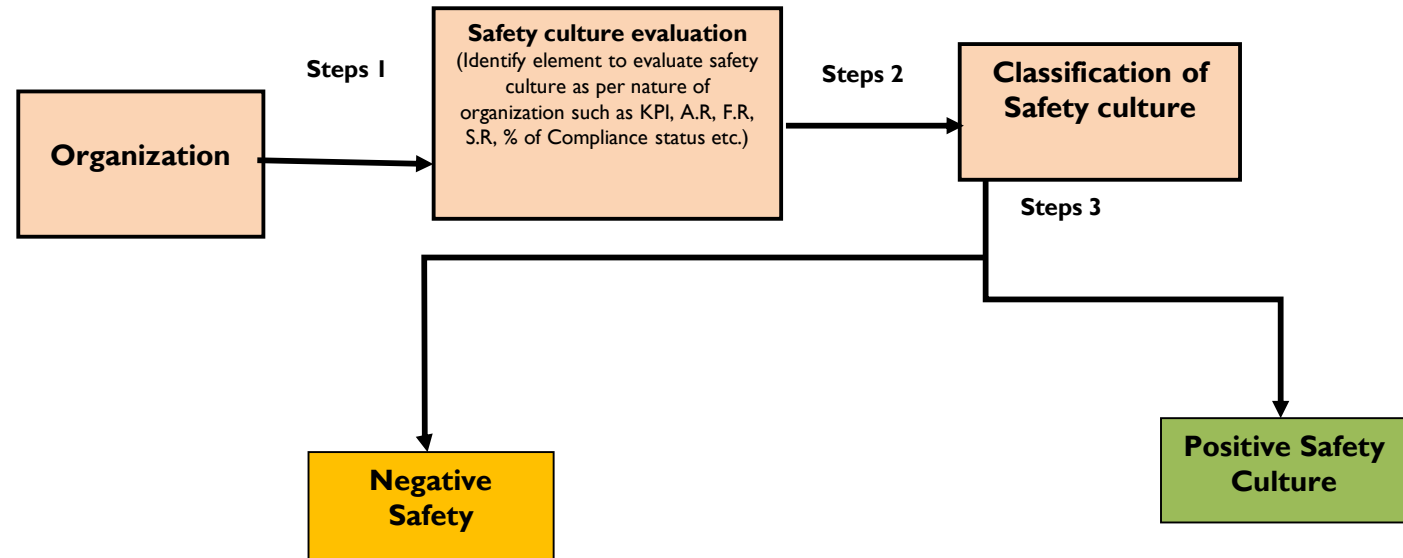 Organization
Steps 1
Safety culture evaluation
(Identify element to evaluate safety
culture as per nature of
organization such as KPI, A.R, F.R,
S.R, % of Compliance status etc.)
Steps 2
Classification of
Safety culture
Steps 3
Negative
Safety
Positive Safety
Culture